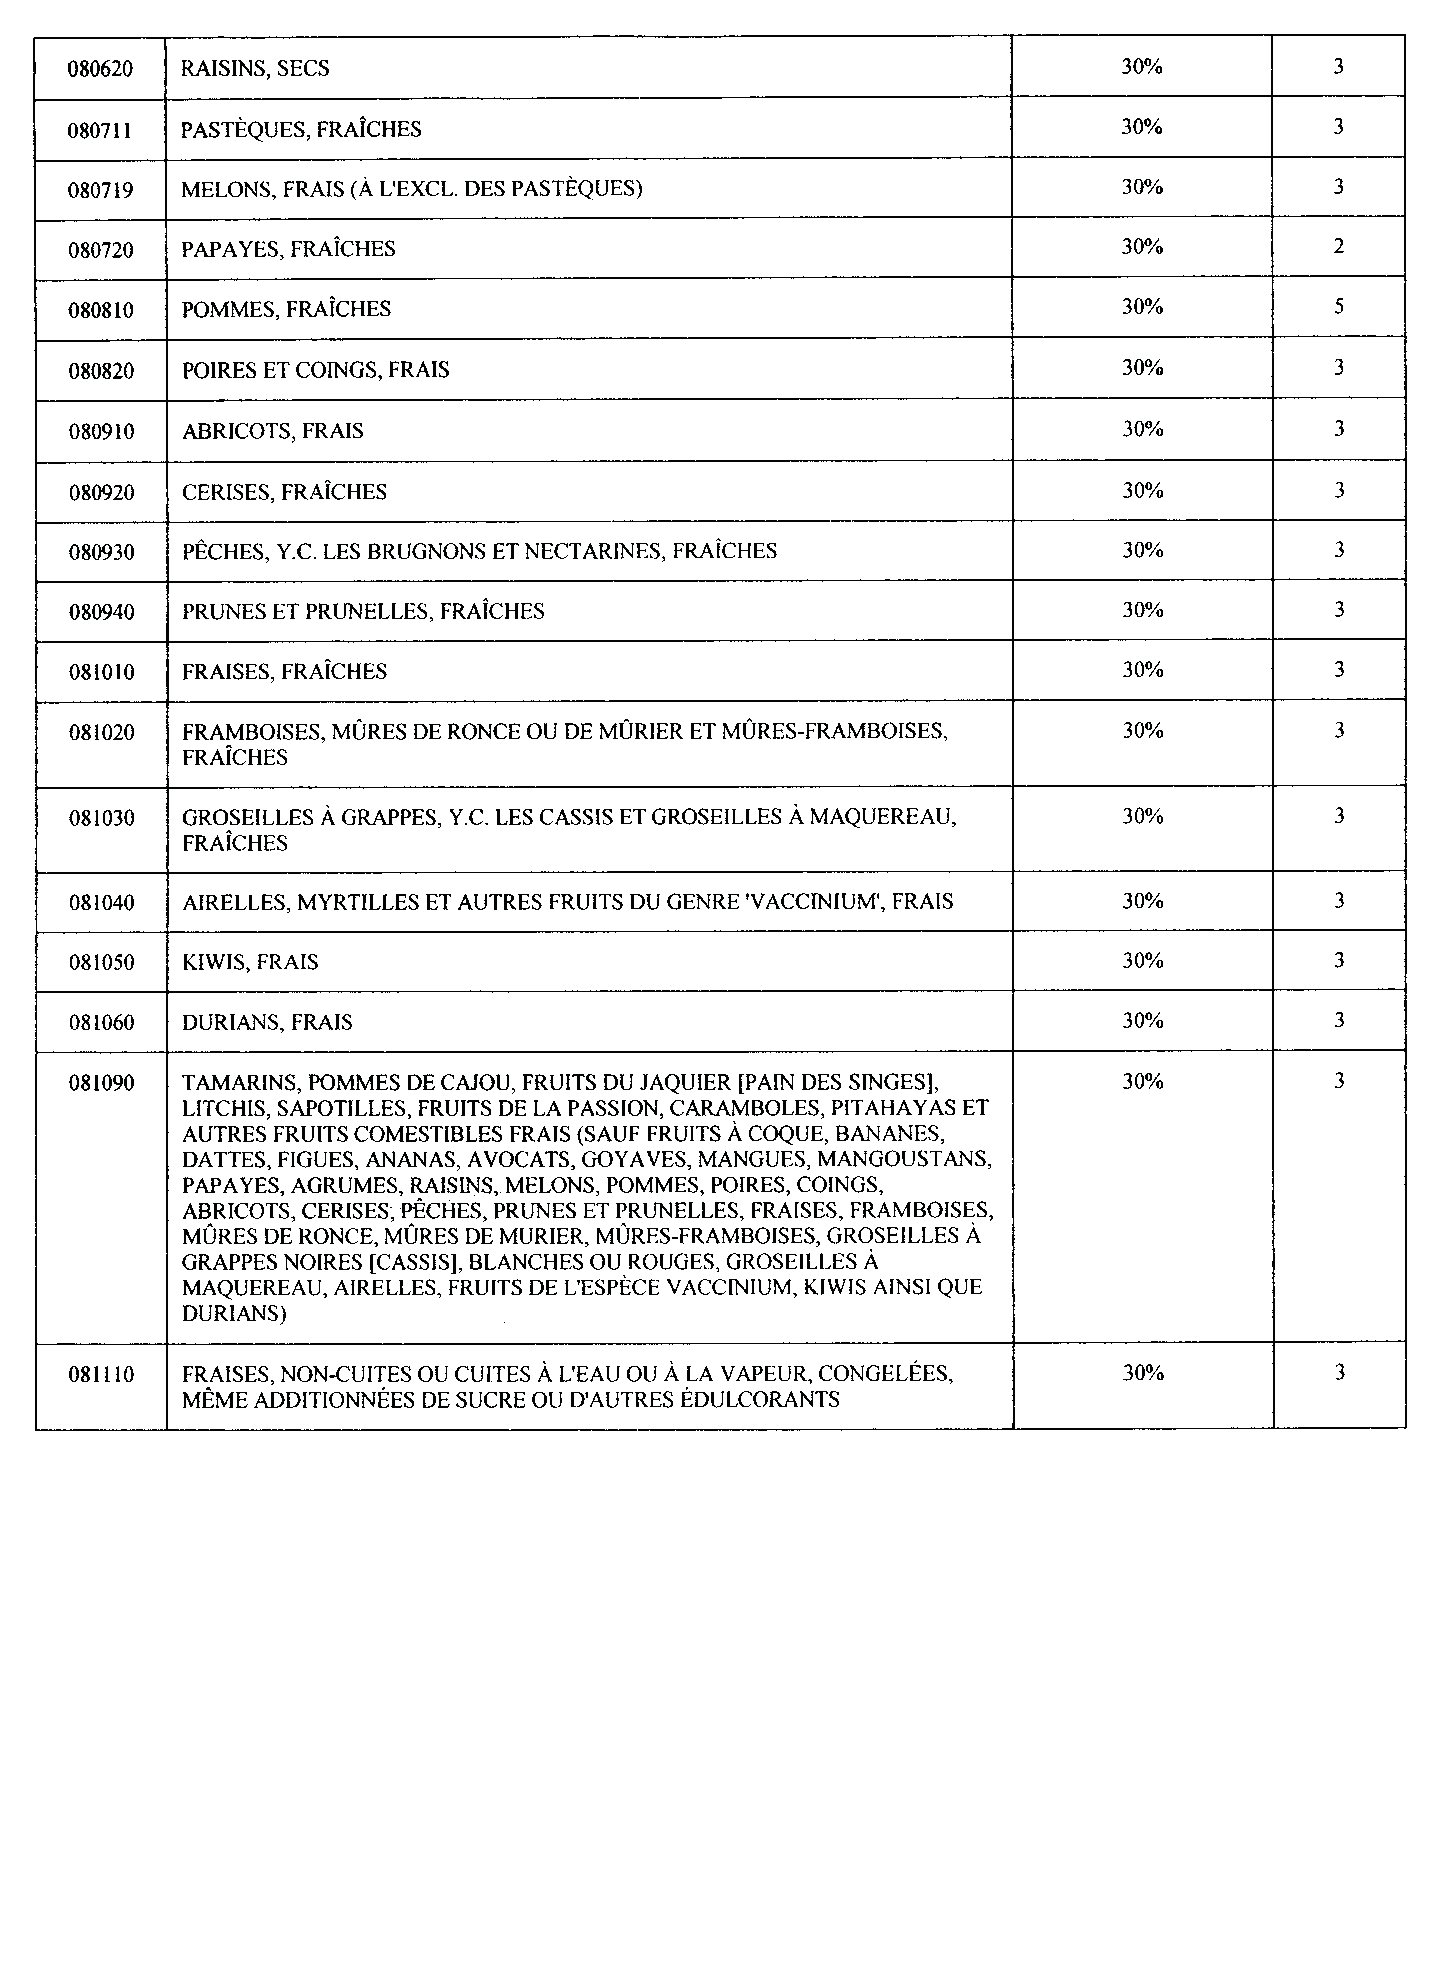 080620 RAISINS, SECS 30% 3
080711 PASTÈQUES, FRAÎCHES 30% 3
080719 MELONS, FRAIS (À L'EXCL. DES PASTÈQUES) 30% 3
080720 PAPAYES, FRAÎCHES 30% 2
080810 POMMES, FRAÎCHES 30% 5
080820 POIRES ET COINGS, FRAIS 30% 3
080910 ABRICOTS, FRAIS 30% 3
080920 CERISES, FRAÎCHES 30% 3
080930 PÊCHES, Y.C. LES BRUGNONS ET NECTARINES, FRAÎCHES 30% 3
080940 PRUNES ET PRUNELLES, FRAÎCHES 30% 3
081010 FRAISES, FRAÎCHES 30% 3
081020 FRAMBOISES, MÛRES DE RONCE OU DE MÛRIER ET MÛRES-FRAMBOISES, 30% 3
FRAÎCHES
081030 GROSEILLES À GRAPPES, Y.C. LES CASSIS ET GROSEILLES À MAQUEREAU, 30% 3
FRAÎCHES
081040 AIRELLES, MYRTILLES ET AUTRES FRUITS DU GENRE 'VACCINIUM', FRAIS 30% 3
081050 KIWIS, FRAIS 30% 3
081060 DURIANS, FRAIS 30% 3
081090 TAMARINS, POMMES DE CAJOU, FRUITS DU JAQUIER [PAIN DES SINGES], 30% 3
LITCHIS, SAPOTILLES, FRUITS DE LA PASSION, CARAMBOLES, PITAHAYAS ET
AUTRES FRUITS COMESTIBLES FRAIS (SAUF FRUITS À COQUE, BANANES,
DATTES, FIGUES, ANANAS, AVOCATS, GOYAVES, MANGUES, MANGOUSTANS,
PAPAYES, AGRUMES, RAISINS, MELONS, POMMES, POIRES, COINGS,
ABRICOTS, CERISES, PÊCHES, PRUNES ET PRUNELLES, FRAISES, FRAMBOISES,
MÛRES DE RONCE, MÛRES DE MURIER, MÛRES-FRAMBOISES, GROSEILLES À
GRAPPES NOIRES [CASSIS], BLANCHES OU ROUGES, GROSEILLES À
MAQUEREAU, AIRELLES, FRUITS DE L'ESPÈCE VACCINIUM, KIWIS AINSI QUE
DURIANS)
081110 FRAISES, NON-CUITES OU CUITES À L'EAU OU À LA VAPEUR, CONGELÉES, 30% 3
MÊME ADDITIONNÉES DE SUCRE OU D'AUTRES ÉDULCORANTS